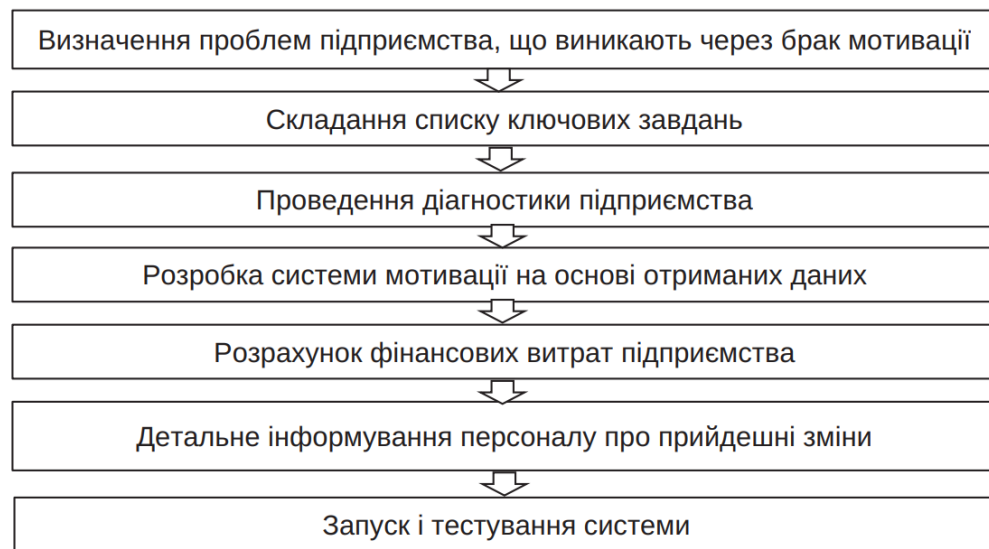 Визначення проблем підприємства, що виникають через брак мотивації
Складання списку ключових завдань
Проведення діагностики підприємства
Розробка системи мотивації на основі отриманих даних
Розрахунок фінансових витрат підприємства
Детальне інформування персоналу про прийдешні зміни
Запуск і тестування системи